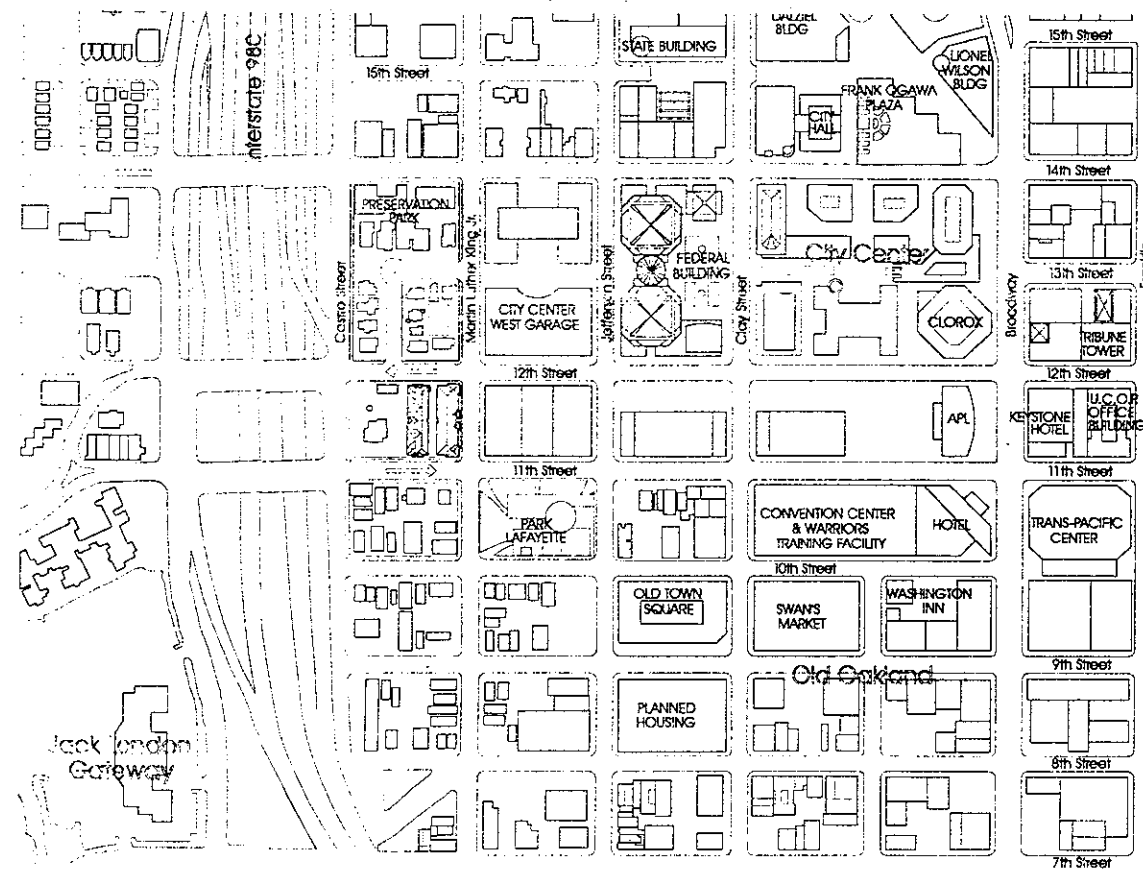 DALZIEL
BLDG
15th Street
STATE BUILDING
LIONEL
WILSON
BLDG
15th Street
Interstate 980
FRANK OGAWA
PLAZA
CITY
HALL
14th Street
PRESERVATION
PARK
City Center
FEDERAL
BUILDING
13th Street
Castro Street
Martin Luther King Jr.
CITY CENTER
WEST GARAGE
Jefferson Street
Clay Street
CLOROX
Broadway
TRIBUNE
TOWER
12th Street
12th Street
APL
KEYSTONE
HOTEL
U.C.O.P.
OFFICE
BUILDING
11th Street
11th Street
PARK
LAFAYETTE
CONVENTION CENTER
& WARRIORS
TRAINING FACILITY
HOTEL
TRANS-PACIFIC
CENTER
10th Street
OLD TOWN
SQUARE
SWAN'S
MARKET
WASHINGTON
INN
9th Street
Old Oakland
PLANNED
HOUSING
Jack London
Gateway
8th Street
7th Street